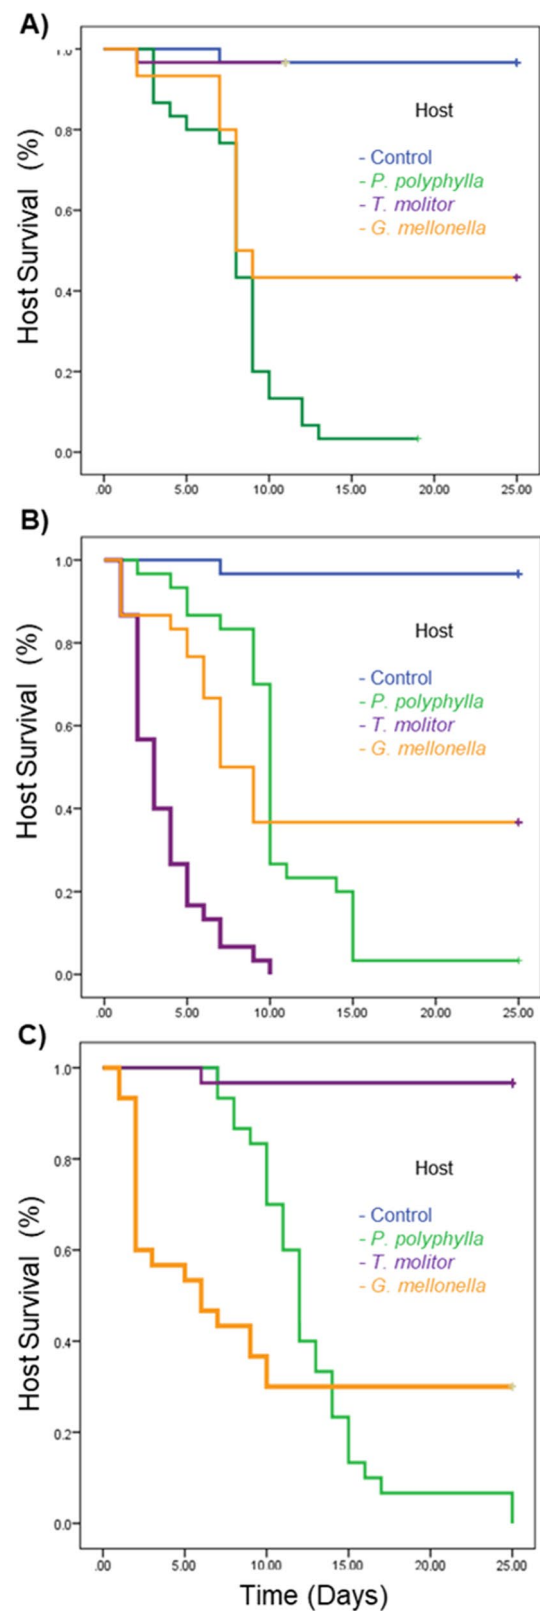 A)
1.0
0.8
0.6
0.4
0.2
0.0
Host Survival (%)
Host
- Control
- P. polyphylla
- T. molitor
- G. mellonella
.00 5.00 10.00 15.00 20.00 25.00
B)
1.0
0.8
0.6
0.4
0.2
0.0
Host Survival (%)
Host
- Control
- P. polyphylla
- T. molitor
- G. mellonella
.00 5.00 10.00 15.00 20.00 25.00
C)
1.0
0.8
0.6
0.4
0.2
0.0
Host Survival (%)
Host
- Control
- P. polyphylla
- T. molitor
- G. mellonella
.00 5.00 10.00 15.00 20.00 25.00
Time (Days)